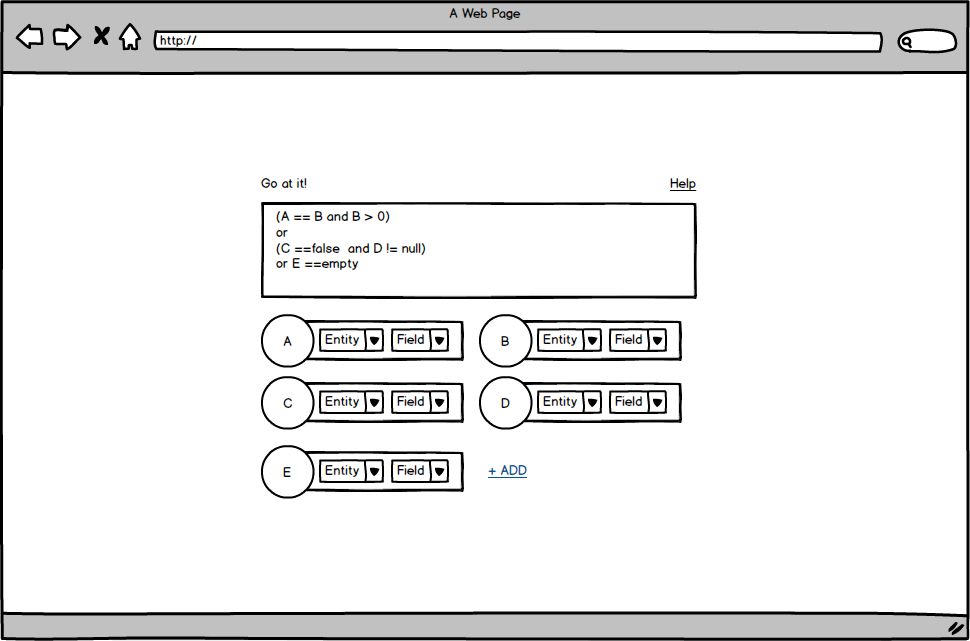 A Web Page
http://
Go at it!
Help
(A == B and B > 0)
or
(C ==false  and D != null)
or E ==empty
A Entity Field B Entity Field
C Entity Field D Entity Field
E Entity Field + ADD